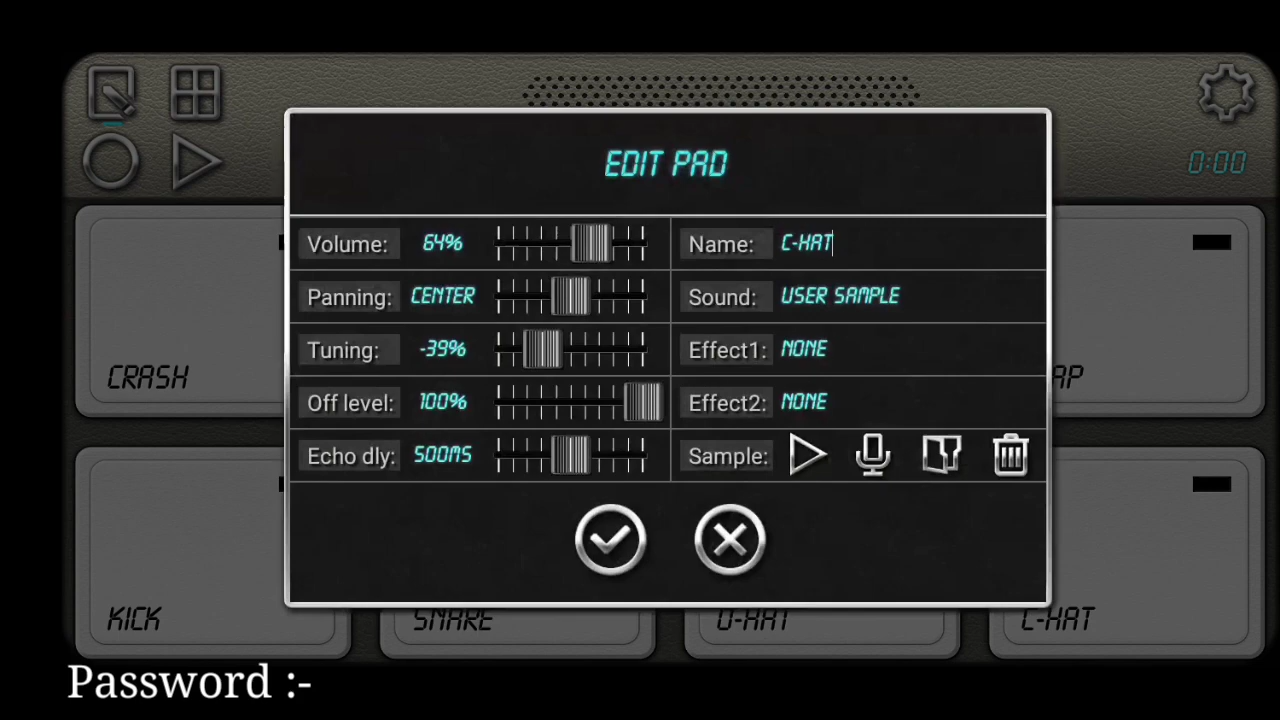 EDIT PAD
0:00
Volume: 64% Name: C-HAT
Panning: CENTER Sound: USER SAMPLE
Tuning: -39% Effect1: NONE
CRASH AP
Off level: 100% Effect2: NONE
Echo dly: 500MS Sample:
KICK SNARE O-HAT C-HAT
Password :-